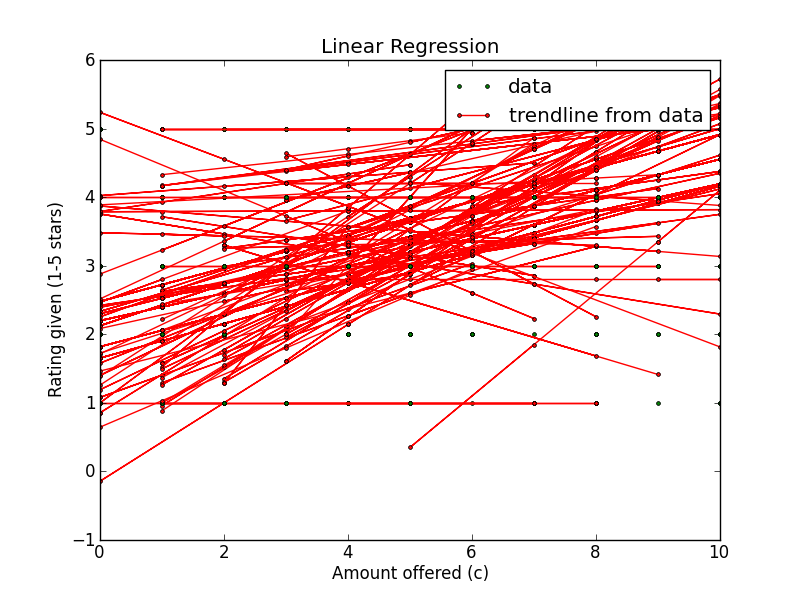 Linear Regression
data
trendline from data
Rating given (1-5 stars)
6
5
4
3
2
1
0
−1
0 2 4 6 8 10
Amount offered (c)